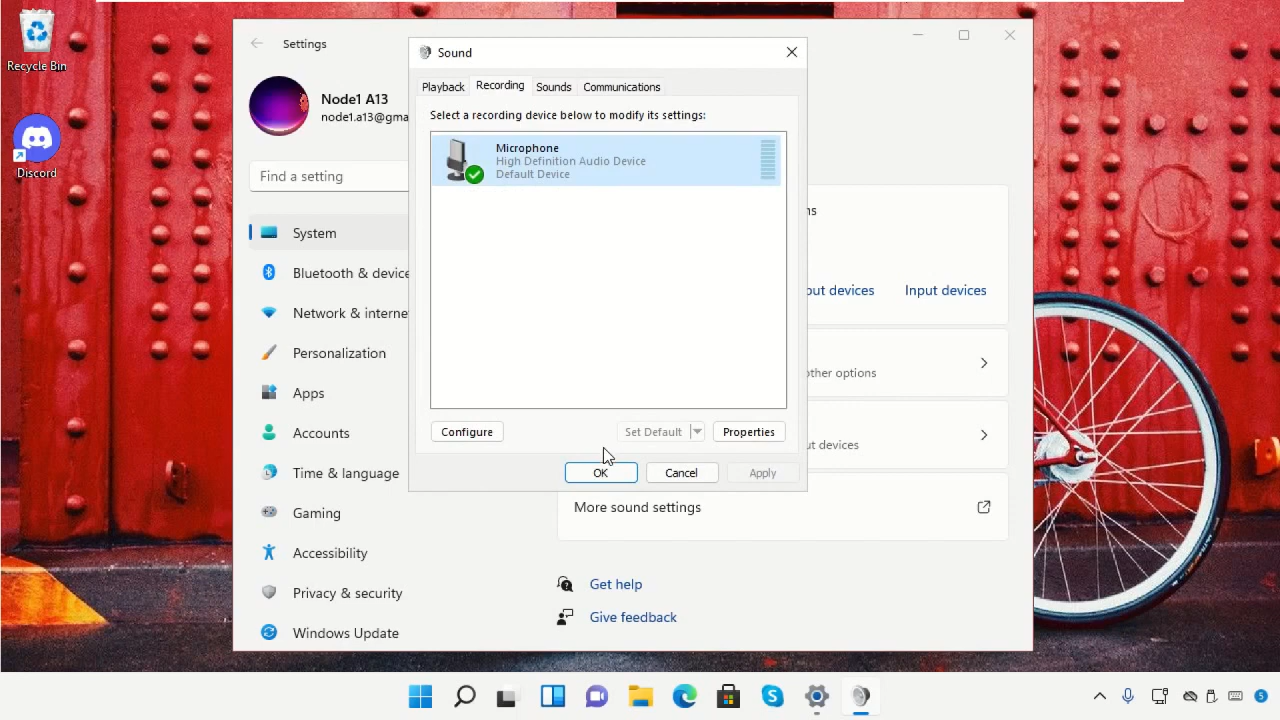 Recycle Bin
Discord
Settings
Node1 A13
node1.a13@gma
Find a setting
System
Bluetooth & device
Network & interne
Personalization
Apps
Accounts
Time & language
Gaming
Accessibility
Privacy & security
Windows Update
Sound
Playback
Recording
Sounds
Communications
Select a recording device below to modify its settings:
Microphone
High Definition Audio Device
Default Device
Configure
Set Default
Properties
OK
Cancel
Apply
ns
out devices
Input devices
other options
ut devices
More sound settings
Get help
Give feedback
5